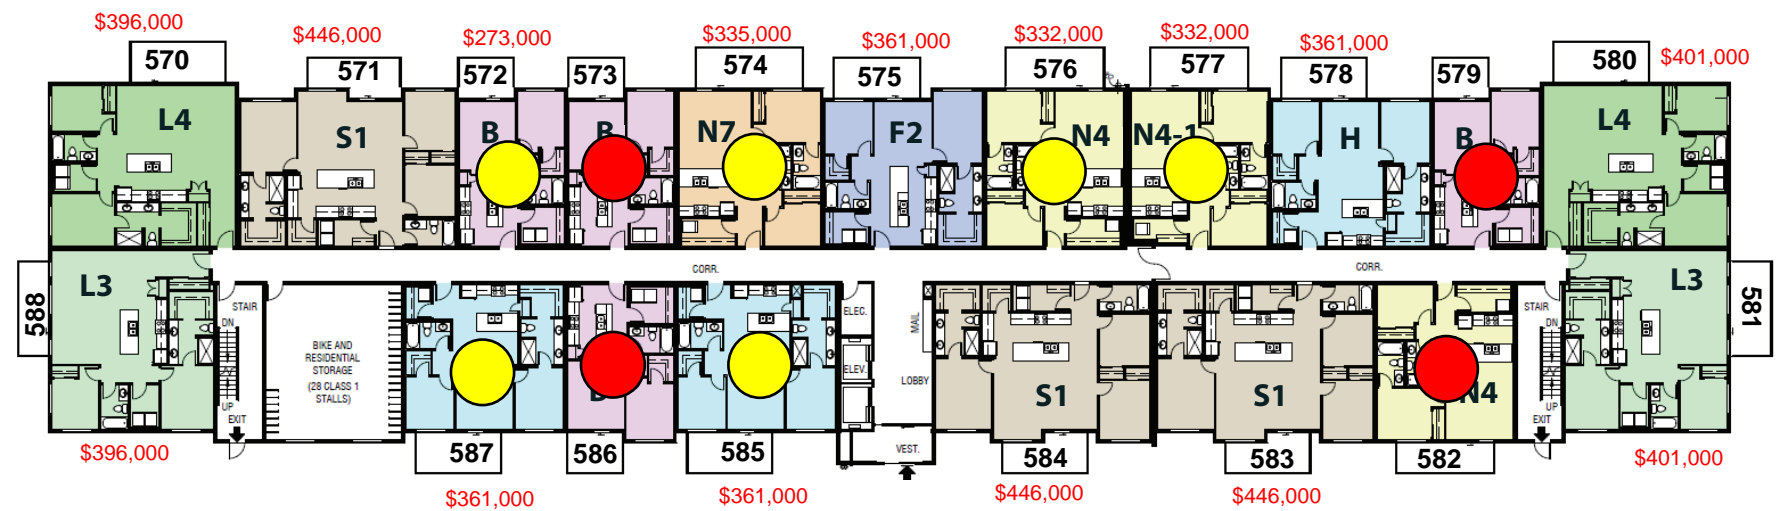 $396,000
$446,000
$273,000
$335,000
$361,000
$332,000
$332,000
$361,000
$401,000
570
571
572
573
574
575
576
577
578
579
580
L4
S1
B
B
N7
F2
N4
N4-1
H
B
L4
CORR.
CORR.
588
L3
STAIR
DN
UP
EXIT
BIKE AND
RESIDENTIAL
STORAGE
(28 CLASS 1
STALLS)
ELEC.
ELEV.
MAIL
LOBBY
VEST.
S1
S1
N4
STAIR
DN
UP
EXIT
L3
581
587
586
585
584
583
582
$396,000
$361,000
$361,000
$446,000
$446,000
$401,000